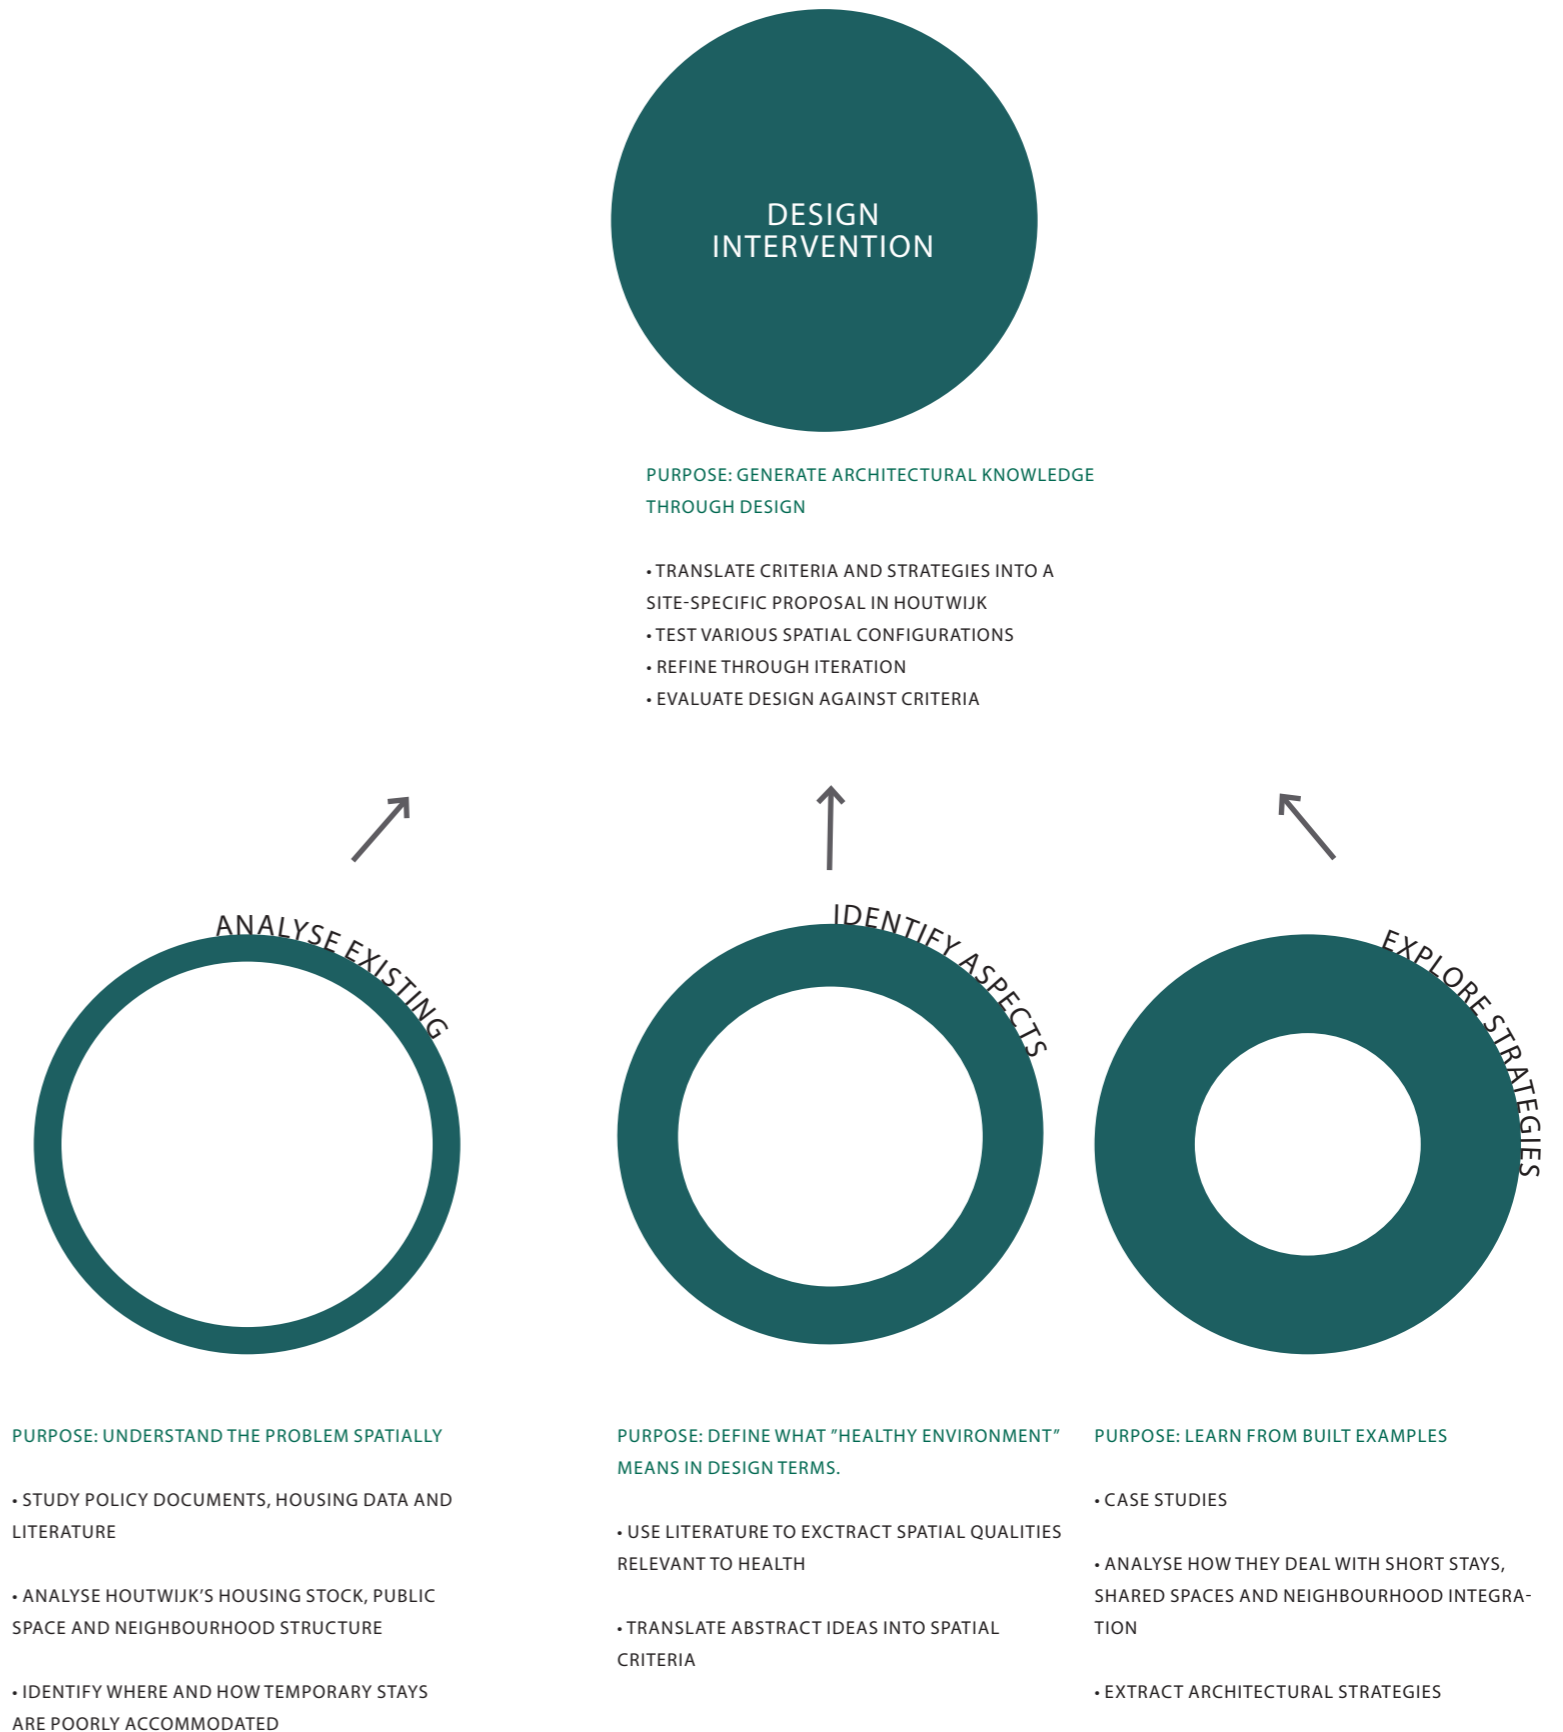 DESIGN
INTERVENTION
PURPOSE: GENERATE ARCHITECTURAL KNOWLEDGE
THROUGH DESIGN
• TRANSLATE CRITERIA AND STRATEGIES INTO A
SITE-SPECIFIC PROPOSAL IN HOUTWIJK
• TEST VARIOUS SPATIAL CONFIGURATIONS
• REFINE THROUGH ITERATION
• EVALUATE DESIGN AGAINST CRITERIA
ANALYSE EXISTING
PURPOSE: UNDERSTAND THE PROBLEM SPATIALLY
• STUDY POLICY DOCUMENTS, HOUSING DATA AND
LITERATURE
• ANALYSE HOUTWIJK'S HOUSING STOCK, PUBLIC
SPACE AND NEIGHBOURHOOD STRUCTURE
• IDENTIFY WHERE AND HOW TEMPORARY STAYS
ARE POORLY ACCOMMODATED
IDENTIFY ASPECTS
PURPOSE: DEFINE WHAT "HEALTHY ENVIRONMENT"
MEANS IN DESIGN TERMS.
• USE LITERATURE TO EXCTRACT SPATIAL QUALITIES
RELEVANT TO HEALTH
• TRANSLATE ABSTRACT IDEAS INTO SPATIAL
CRITERIA
EXPLORE STRATEGIES
PURPOSE: LEARN FROM BUILT EXAMPLES
• CASE STUDIES
• ANALYSE HOW THEY DEAL WITH SHORT STAYS,
SHARED SPACES AND NEIGHBOURHOOD INTEGRA-
TION
• EXTRACT ARCHITECTURAL STRATEGIES